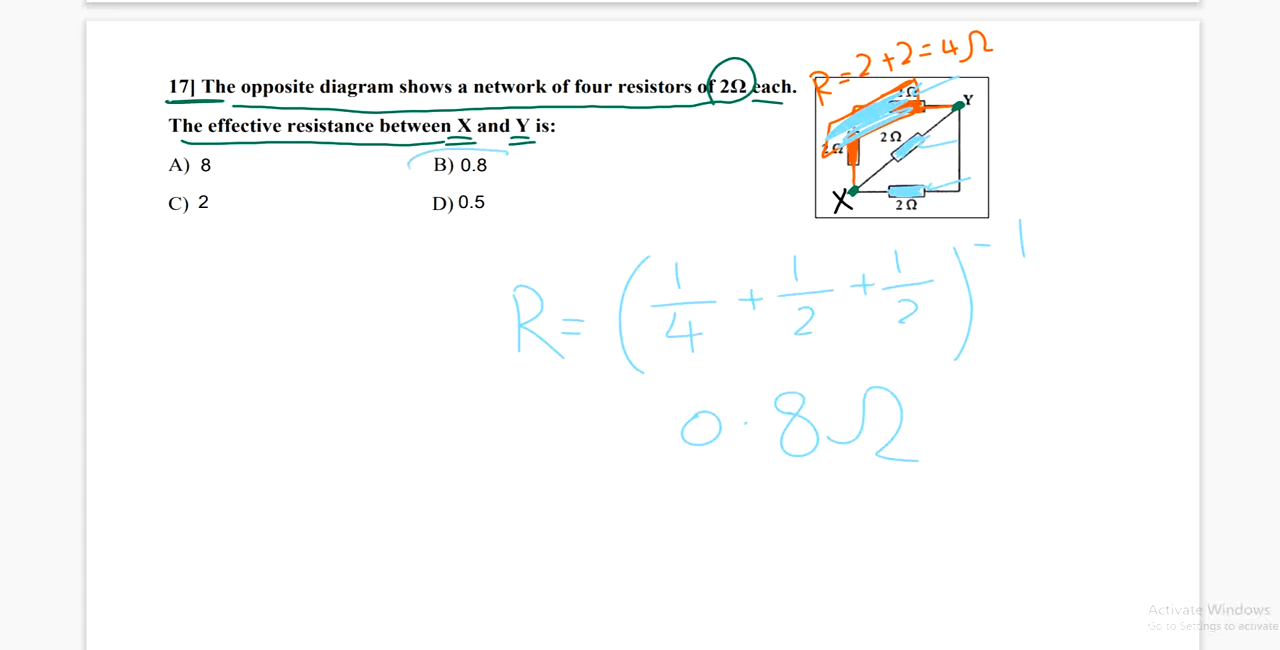 17] The opposite diagram shows a network of four resistors of 2Ω each.
The effective resistance between X and Y is:
A) 8
B) 0.8
C) 2
D) 0.5
R=2+2=4Ω
2Ω
Y
2Ω
2Ω
X
2Ω
R= (1/4 + 1/2 + 1/2)-1
0.8Ω
Activate Windows
Go to Settings to activate